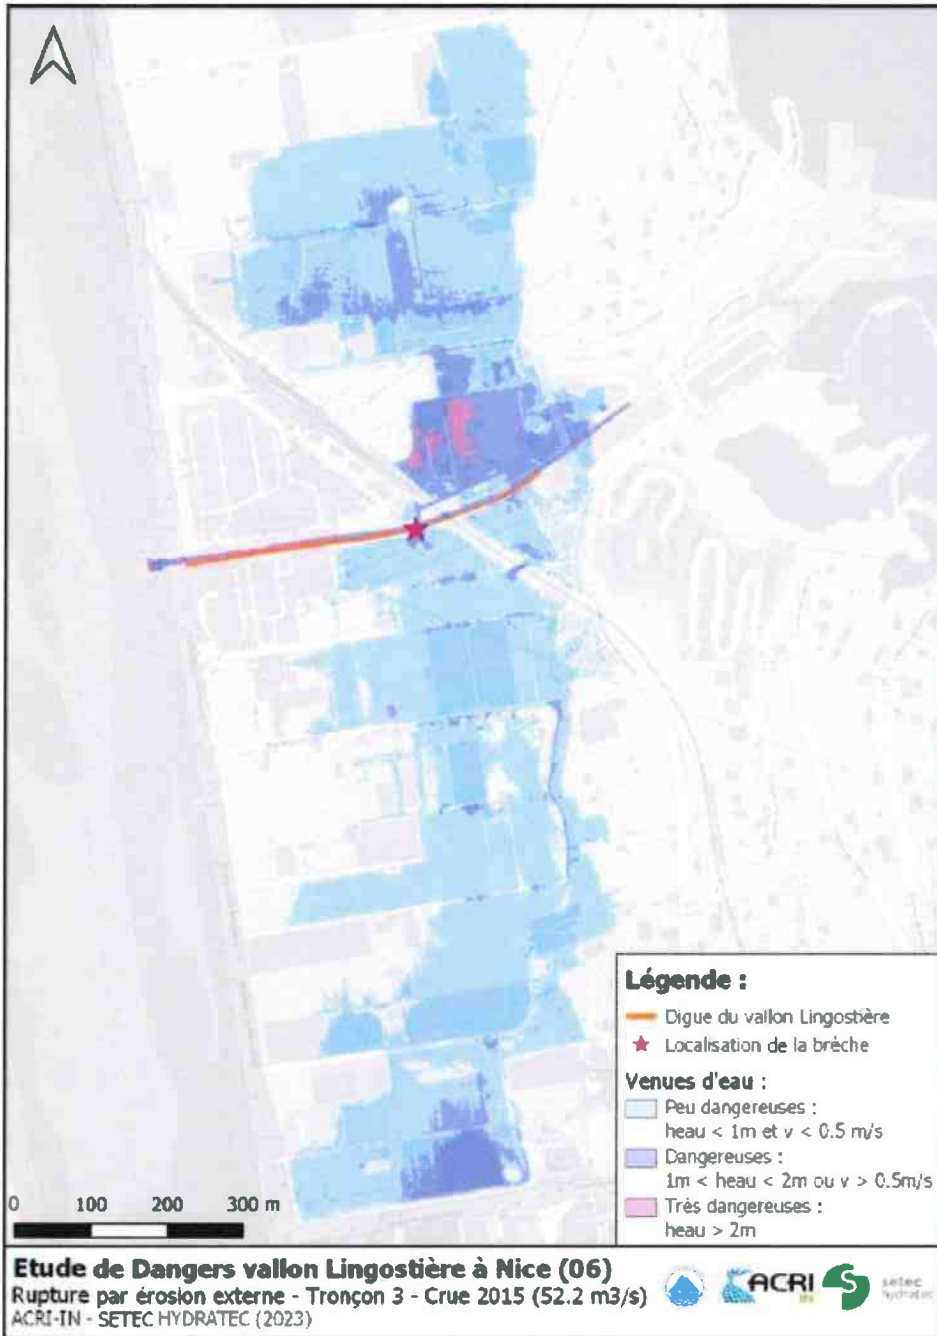 Légende :
Digue du vallon Lingostière
Localisation de la brèche
Venues d'eau :
Peu dangereuses :
heau < 1m et v < 0.5 m/s
Dangereuses :
1m < heau < 2m ou v > 0.5m/s
Très dangereuses :
heau > 2m
0 100 200 300 m
Etude de Dangers vallon Lingostière à Nice (06)
Rupture par érosion externe - Tronçon 3 - Crue 2015 (52.2 m3/s)
ACRI-IN - SETEC HYDRATEC (2023)
ACRI
IN
S
setec
hydratec